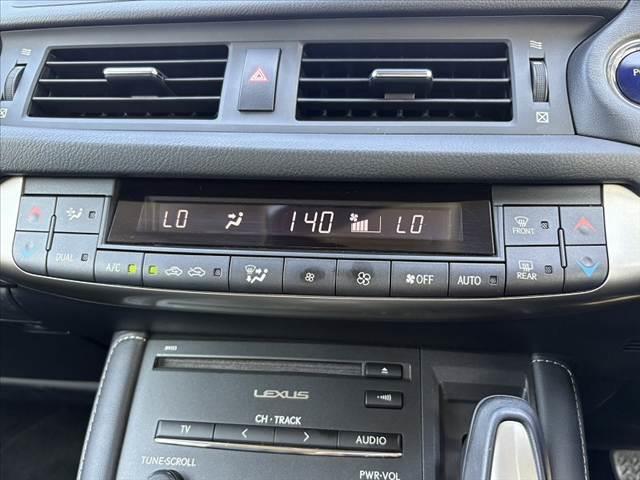 P
LO 140 LO
FRONT
DUAL A/C OFF AUTO REAR
LEXUS
CH・TRACK
TV < > AUDIO
TUNE・SCROLL PWR・VOL